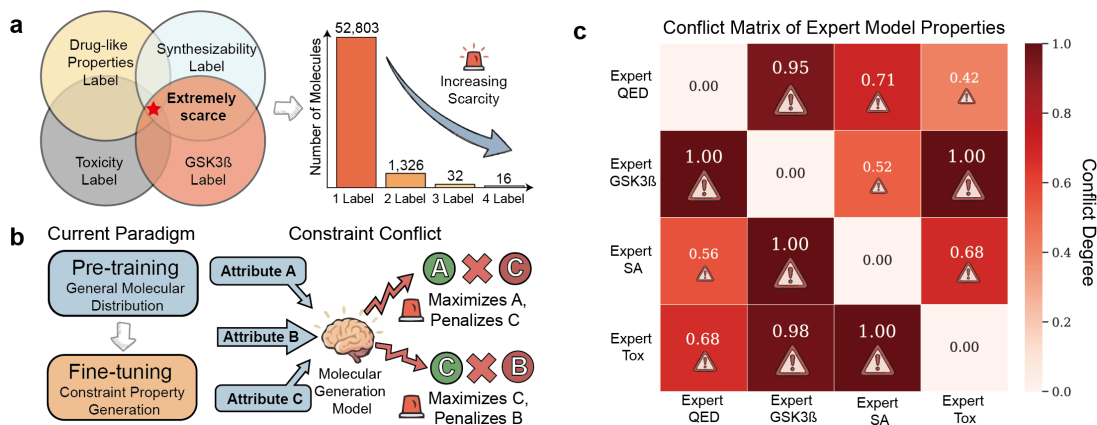 a
Drug-like
Properties
Label
Synthesizability
Label
Extremely
scarce
Toxicity
Label
GSK3ß
Label
Number of Molecules
52,803
1,326
32
16
1 Label
2 Label
3 Label
4 Label
Increasing
Scarcity
b
Current Paradigm
Pre-training
General Molecular
Distribution
Fine-tuning
Constraint Property
Generation
Constraint Conflict
Attribute A
Attribute B
Attribute C
Molecular
Generation
Model
A
C
Maximizes A,
Penalizes C
C
B
Maximizes C,
Penalizes B
c
Conflict Matrix of Expert Model Properties
Expert
QED
0.00
0.95
0.71
0.42
Expert
GSK3ß
1.00
0.00
0.52
1.00
Expert
SA
0.56
1.00
0.00
0.68
Expert
Tox
0.68
0.98
1.00
0.00
Expert
QED
Expert
GSK3ß
Expert
SA
Expert
Tox
1.0
0.8
0.6
0.4
0.2
0.0
Conflict Degree